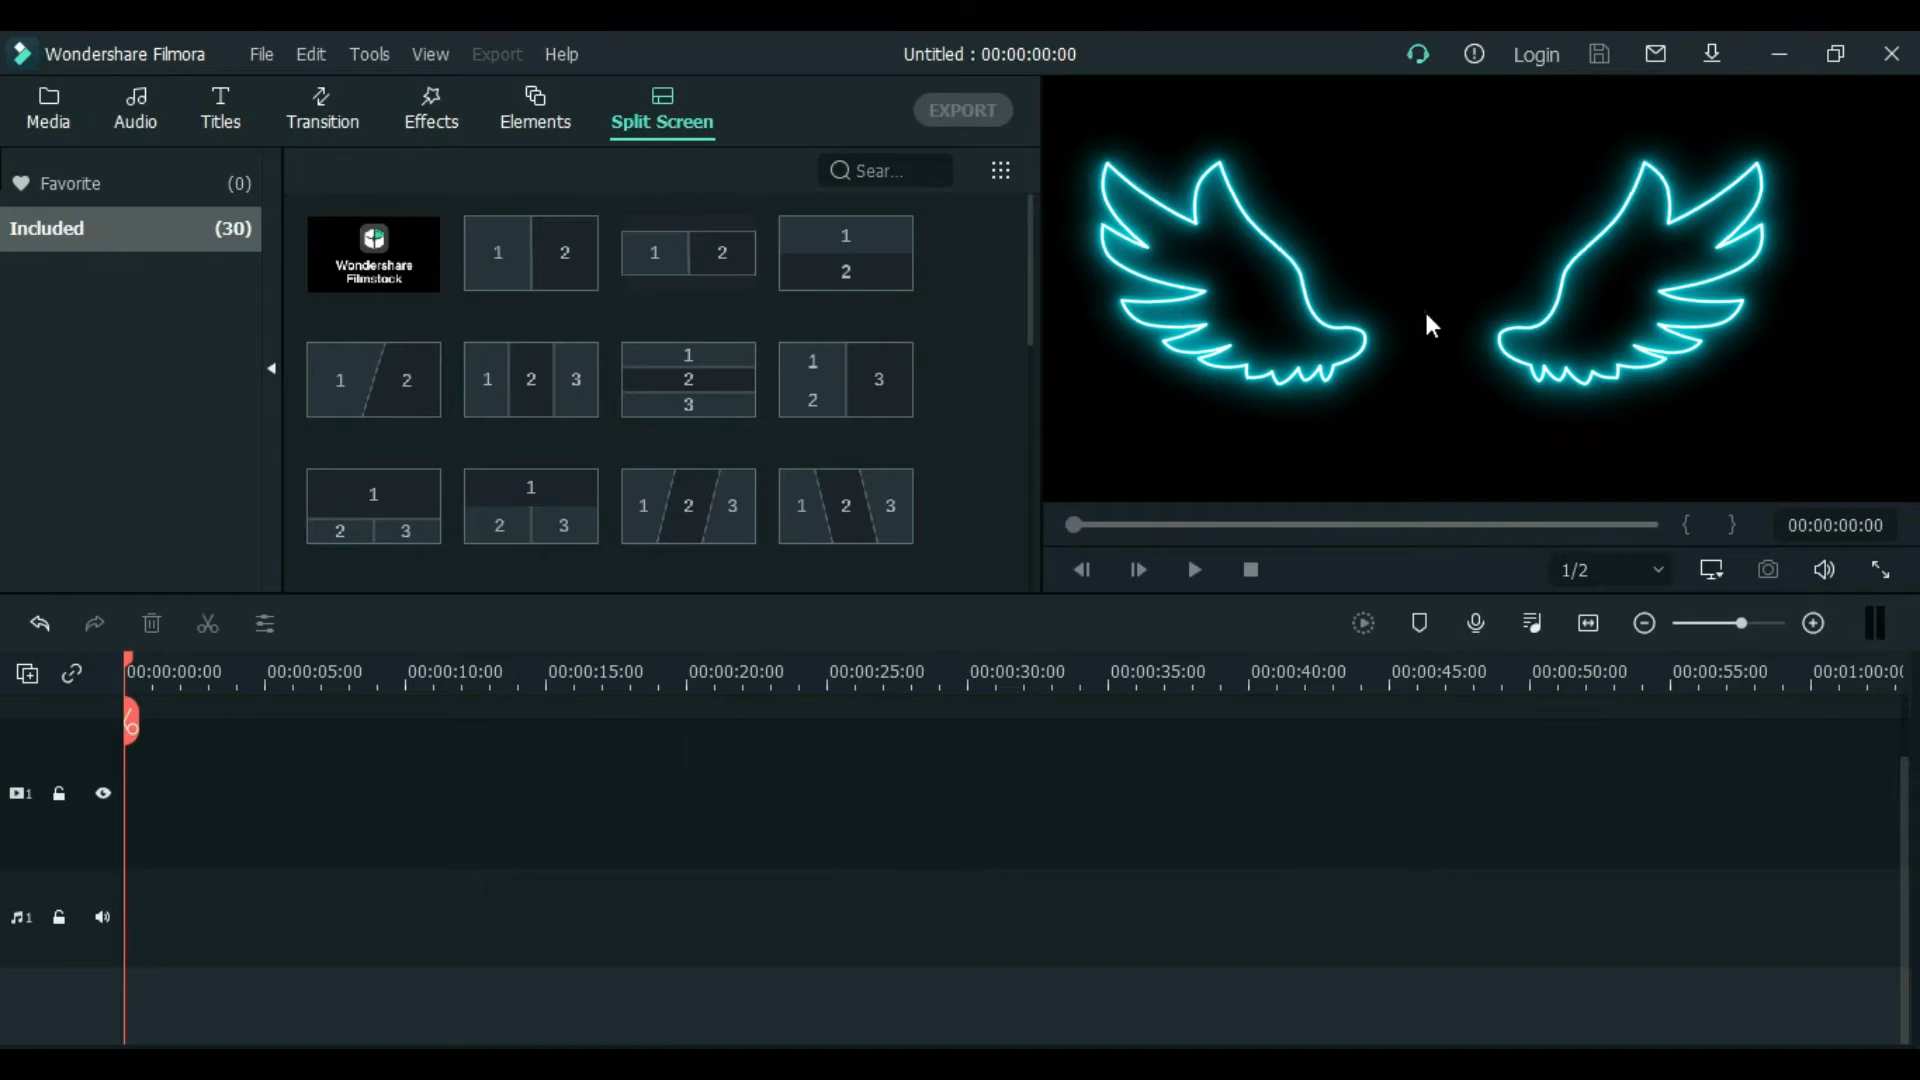 Wondershare Filmora File Edit Tools View Export Help Untitled : 00:00:00:00 Login
Media Audio Titles Transition Effects Elements Split Screen EXPORT
Favorite (0) Sear...
Included (30)
Wondershare
Filmstock
1 2
1 2
1
2
1 2
1 2 3
1
2
3
1
2
3
1
2 3
1
2 3
1 2 3
1 2 3
{ } 00:00:00:00
1/2
00:00:00:00 00:00:05:00 00:00:10:00 00:00:15:00 00:00:20:00 00:00:25:00 00:00:30:00 00:00:35:00 00:00:40:00 00:00:45:00 00:00:50:00 00:00:55:00 00:01:00:0
1
1